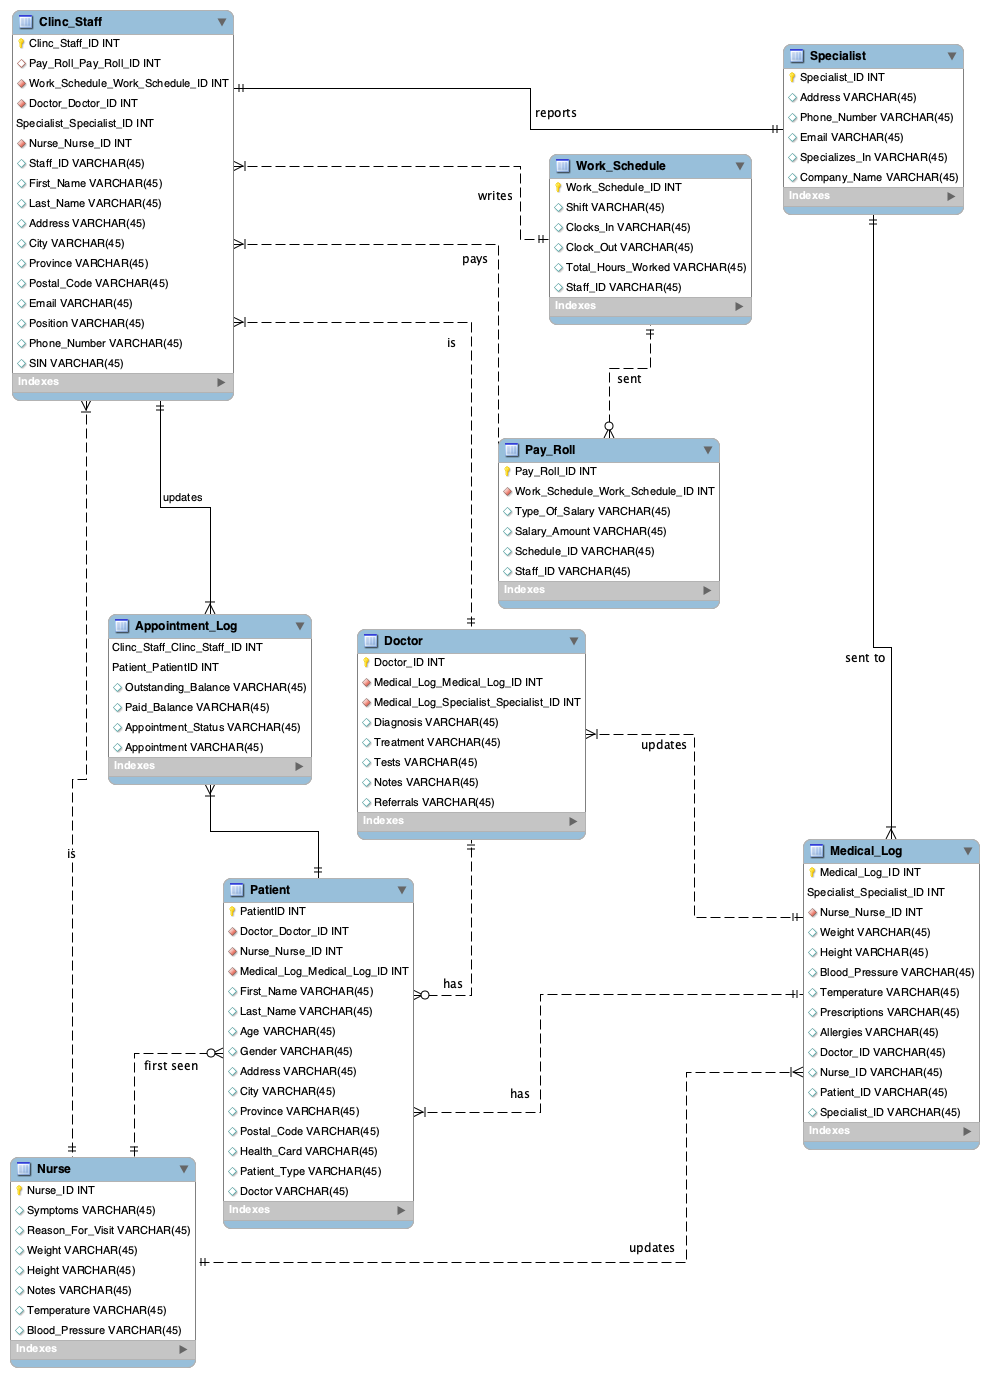 Clinc_Staff
Clinc_Staff_ID INT
Pay_Roll_Pay_Roll_ID INT
Work_Schedule_Work_Schedule_ID INT
Doctor_Doctor_ID INT
Specialist_Specialist_ID INT
Nurse_Nurse_ID INT
Staff_ID VARCHAR(45)
First_Name VARCHAR(45)
Last_Name VARCHAR(45)
Address VARCHAR(45)
City VARCHAR(45)
Province VARCHAR(45)
Postal_Code VARCHAR(45)
Email VARCHAR(45)
Position VARCHAR(45)
Phone_Number VARCHAR(45)
SIN VARCHAR(45)
Indexes
reports
writes
pays
is
Specialist
Specialist_ID INT
Address VARCHAR(45)
Phone_Number VARCHAR(45)
Email VARCHAR(45)
Specializes_In VARCHAR(45)
Company_Name VARCHAR(45)
Indexes
Work_Schedule
Work_Schedule_ID INT
Shift VARCHAR(45)
Clocks_In VARCHAR(45)
Clock_Out VARCHAR(45)
Total_Hours_Worked VARCHAR(45)
Staff_ID VARCHAR(45)
Indexes
sent
Pay_Roll
Pay_Roll_ID INT
Work_Schedule_Work_Schedule_ID INT
Type_Of_Salary VARCHAR(45)
Salary_Amount VARCHAR(45)
Schedule_ID VARCHAR(45)
Staff_ID VARCHAR(45)
Indexes
updates
Appointment_Log
Clinc_Staff_Clinc_Staff_ID INT
Patient_PatientID INT
Outstanding_Balance VARCHAR(45)
Paid_Balance VARCHAR(45)
Appointment_Status VARCHAR(45)
Appointment VARCHAR(45)
Indexes
Doctor
Doctor_ID INT
Medical_Log_Medical_Log_ID INT
Medical_Log_Specialist_Specialist_ID INT
Diagnosis VARCHAR(45)
Treatment VARCHAR(45)
Tests VARCHAR(45)
Notes VARCHAR(45)
Referrals VARCHAR(45)
Indexes
sent to
updates
is
Patient
PatientID INT
Doctor_Doctor_ID INT
Nurse_Nurse_ID INT
Medical_Log_Medical_Log_ID INT
First_Name VARCHAR(45)
Last_Name VARCHAR(45)
Age VARCHAR(45)
Gender VARCHAR(45)
Address VARCHAR(45)
City VARCHAR(45)
Province VARCHAR(45)
Postal_Code VARCHAR(45)
Health_Card VARCHAR(45)
Patient_Type VARCHAR(45)
Doctor VARCHAR(45)
Indexes
has
first seen
has
Medical_Log
Medical_Log_ID INT
Specialist_Specialist_ID INT
Nurse_Nurse_ID INT
Weight VARCHAR(45)
Height VARCHAR(45)
Blood_Pressure VARCHAR(45)
Temperature VARCHAR(45)
Prescriptions VARCHAR(45)
Allergies VARCHAR(45)
Doctor_ID VARCHAR(45)
Nurse_ID VARCHAR(45)
Patient_ID VARCHAR(45)
Specialist_ID VARCHAR(45)
Indexes
Nurse
Nurse_ID INT
Symptoms VARCHAR(45)
Reason_For_Visit VARCHAR(45)
Weight VARCHAR(45)
Height VARCHAR(45)
Notes VARCHAR(45)
Temperature VARCHAR(45)
Blood_Pressure VARCHAR(45)
Indexes
updates